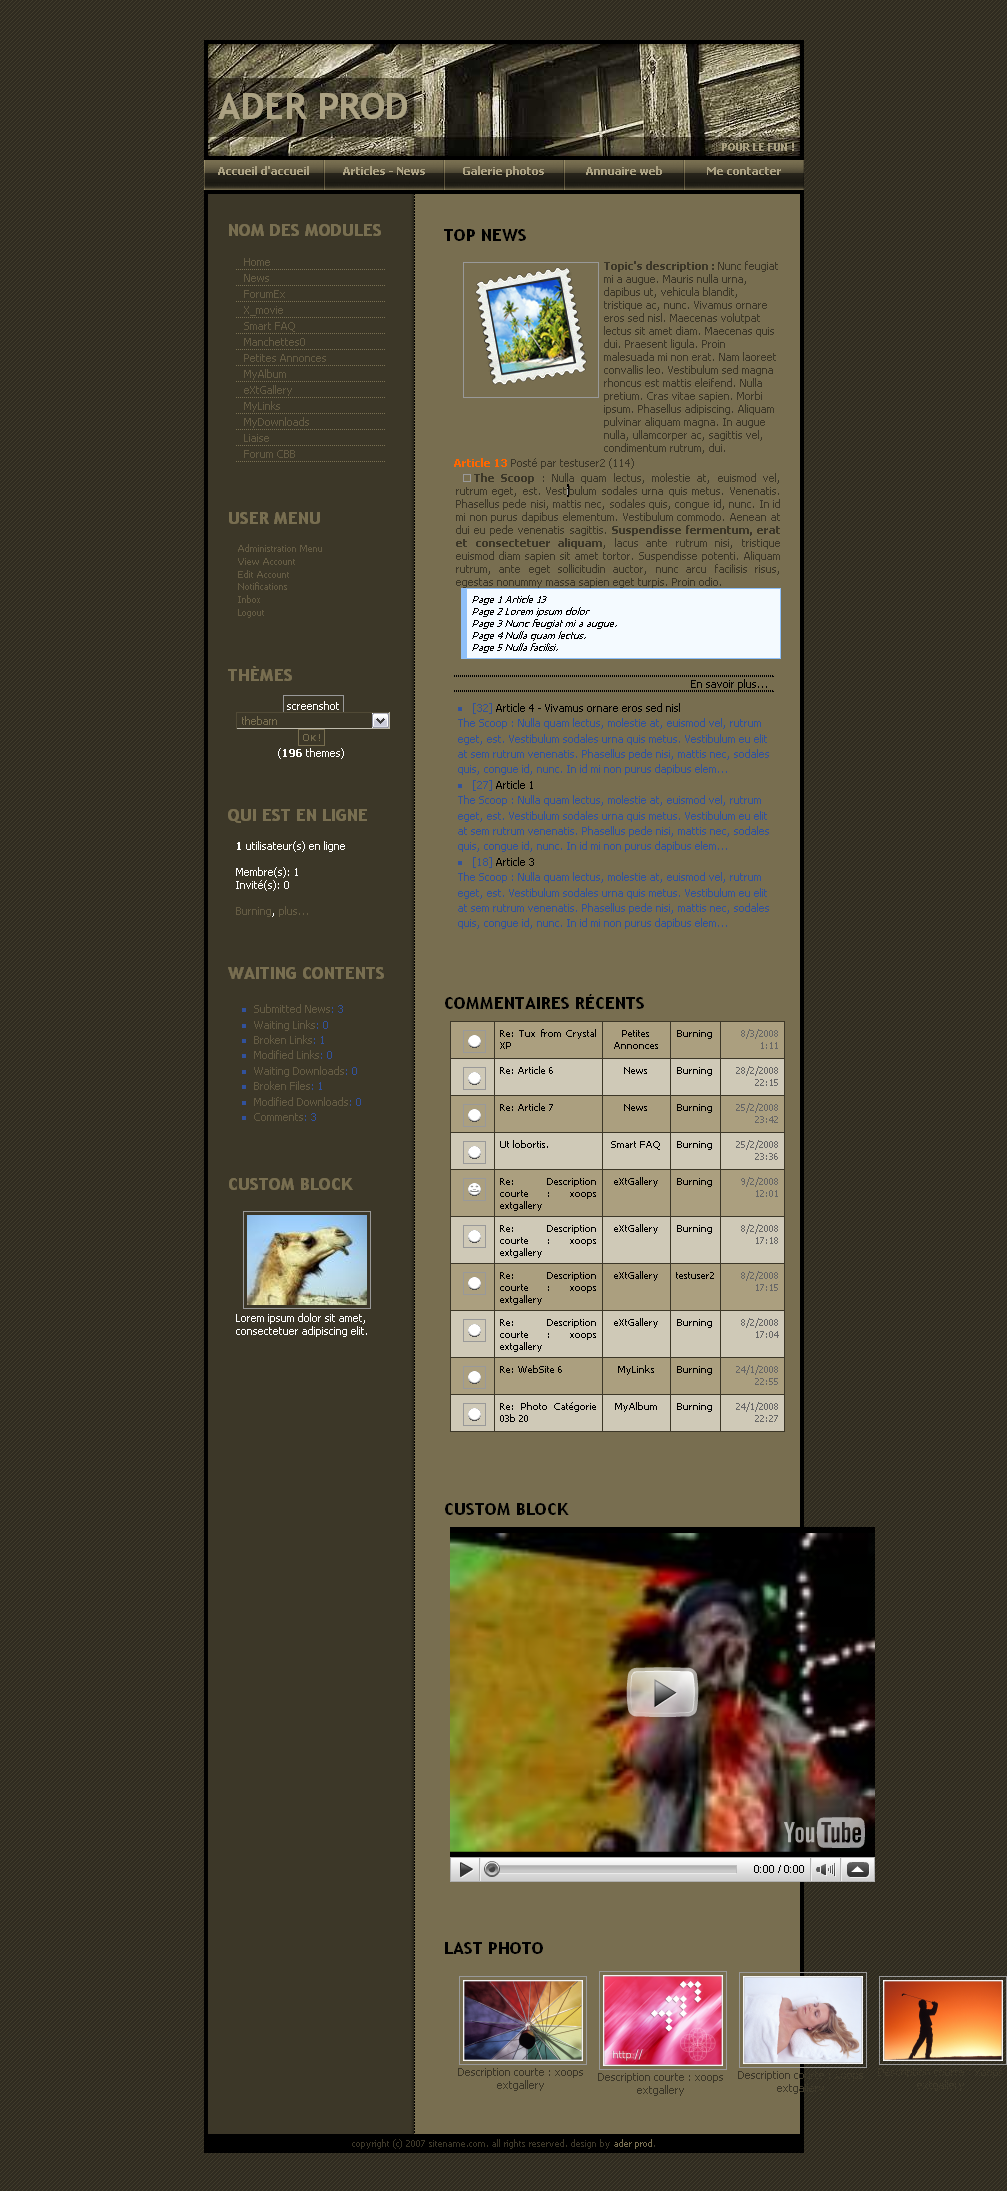 ADER PROD
POUR LE FUN !
Accueil d'accueil
Articles - News
Galerie photos
Annuaire web
Me contacter
NOM DES MODULES
Home
News
ForumEx
X_movie
Smart FAQ
Manchettes0
Petites Annonces
MyAlbum
eXtGallery
MyLinks
MyDownloads
Liaise
Forum CBB
USER MENU
Administration Menu
View Account
Edit Account
Notifications
Inbox
Logout
THÈMES
screenshot
thebarn
OK!
(196 themes)
QUI EST EN LIGNE
1 utilisateur(s) en ligne
Membre(s): 1
Invité(s): 0
Burning, plus...
WAITING CONTENTS
Submitted News: 3
Waiting Links: 0
Broken Links: 1
Modified Links: 0
Waiting Downloads: 0
Broken Files: 1
Modified Downloads: 0
Comments: 3
CUSTOM BLOCK
Lorem ipsum dolor sit amet,
consectetuer adipiscing elit.
TOP NEWS
Topic's description : Nunc feugiat
mi a augue. Mauris nulla urna,
dapibus ut, vehicula blandit,
tristique ac, nunc. Vivamus ornare
eros sed nisl. Maecenas volutpat
lectus sit amet diam. Maecenas quis
dui. Praesent ligula. Proin
malesuada mi non erat. Nam laoreet
convallis leo. Vestibulum sed magna
rhoncus est mattis eleifend. Nulla
pretium. Cras vitae sapien. Morbi
ipsum. Phasellus adipiscing. Aliquam
pulvinar aliquam magna. In augue
nulla, ullamcorper ac, sagittis vel,
condimentum rutrum, dui.
Article 13 Posté par testuser2 (114)
The Scoop : Nulla quam lectus, molestie at, euismod vel,
rutrum eget, est. Vestibulum sodales urna quis metus. Venenatis.
Phasellus pede nisi, mattis nec, sodales quis, congue id, nunc. In id
mi non purus dapibus elementum. Vestibulum commodo. Aenean at
dui eu pede venenatis sagittis. Suspendisse fermentum, erat
et consectetuer aliquam, lacus ante rutrum nisi, tristique
euismod diam sapien sit amet tortor. Suspendisse potenti. Aliquam
rutrum, ante eget sollicitudin auctor, nunc arcu facilisis risus,
egestas nonummy massa sapien eget turpis. Proin odio.
Page 1 Article 13
Page 2 Lorem ipsum dolor
Page 3 Nunc feugiat mi a augue.
Page 4 Nulla quam lectus.
Page 5 Nulla facilisi.
En savoir plus...
[32] Article 4 - Vivamus ornare eros sed nisl
The Scoop : Nulla quam lectus, molestie at, euismod vel, rutrum
eget, est. Vestibulum sodales urna quis metus. Vestibulum eu elit
at sem rutrum venenatis. Phasellus pede nisi, mattis nec, sodales
quis, congue id, nunc. In id mi non purus dapibus elem...
[27] Article 1
The Scoop : Nulla quam lectus, molestie at, euismod vel, rutrum
eget, est. Vestibulum sodales urna quis metus. Vestibulum eu elit
at sem rutrum venenatis. Phasellus pede nisi, mattis nec, sodales
quis, congue id, nunc. In id mi non purus dapibus elem...
[18] Article 3
The Scoop : Nulla quam lectus, molestie at, euismod vel, rutrum
eget, est. Vestibulum sodales urna quis metus. Vestibulum eu elit
at sem rutrum venenatis. Phasellus pede nisi, mattis nec, sodales
quis, congue id, nunc. In id mi non purus dapibus elem...
COMMENTAIRES RÉCENTS
Re: Tux from Crystal XP Petites Annonces Burning 8/3/2008 1:11
Re: Article 6 News Burning 28/2/2008 22:15
Re: Article 7 News Burning 25/2/2008 23:42
Ut lobortis. Smart FAQ Burning 25/2/2008 23:36
Re: Description courte : xoops extgallery eXtGallery Burning 9/2/2008 12:01
Re: Description courte : xoops extgallery eXtGallery Burning 8/2/2008 17:18
Re: Description courte : xoops extgallery eXtGallery testuser2 8/2/2008 17:15
Re: Description courte : xoops extgallery eXtGallery Burning 8/2/2008 17:04
Re: WebSite 6 MyLinks Burning 24/1/2008 22:55
Re: Photo Catégorie 03b 20 MyAlbum Burning 24/1/2008 22:27
CUSTOM BLOCK
YouTube
0:00 / 0:00
LAST PHOTO
http://
Description courte : xoops
extgallery
Description courte : xoops
extgallery
Description courte
extgallery
copyright (c) 2007 sitename.com. all rights reserved. design by ader prod.